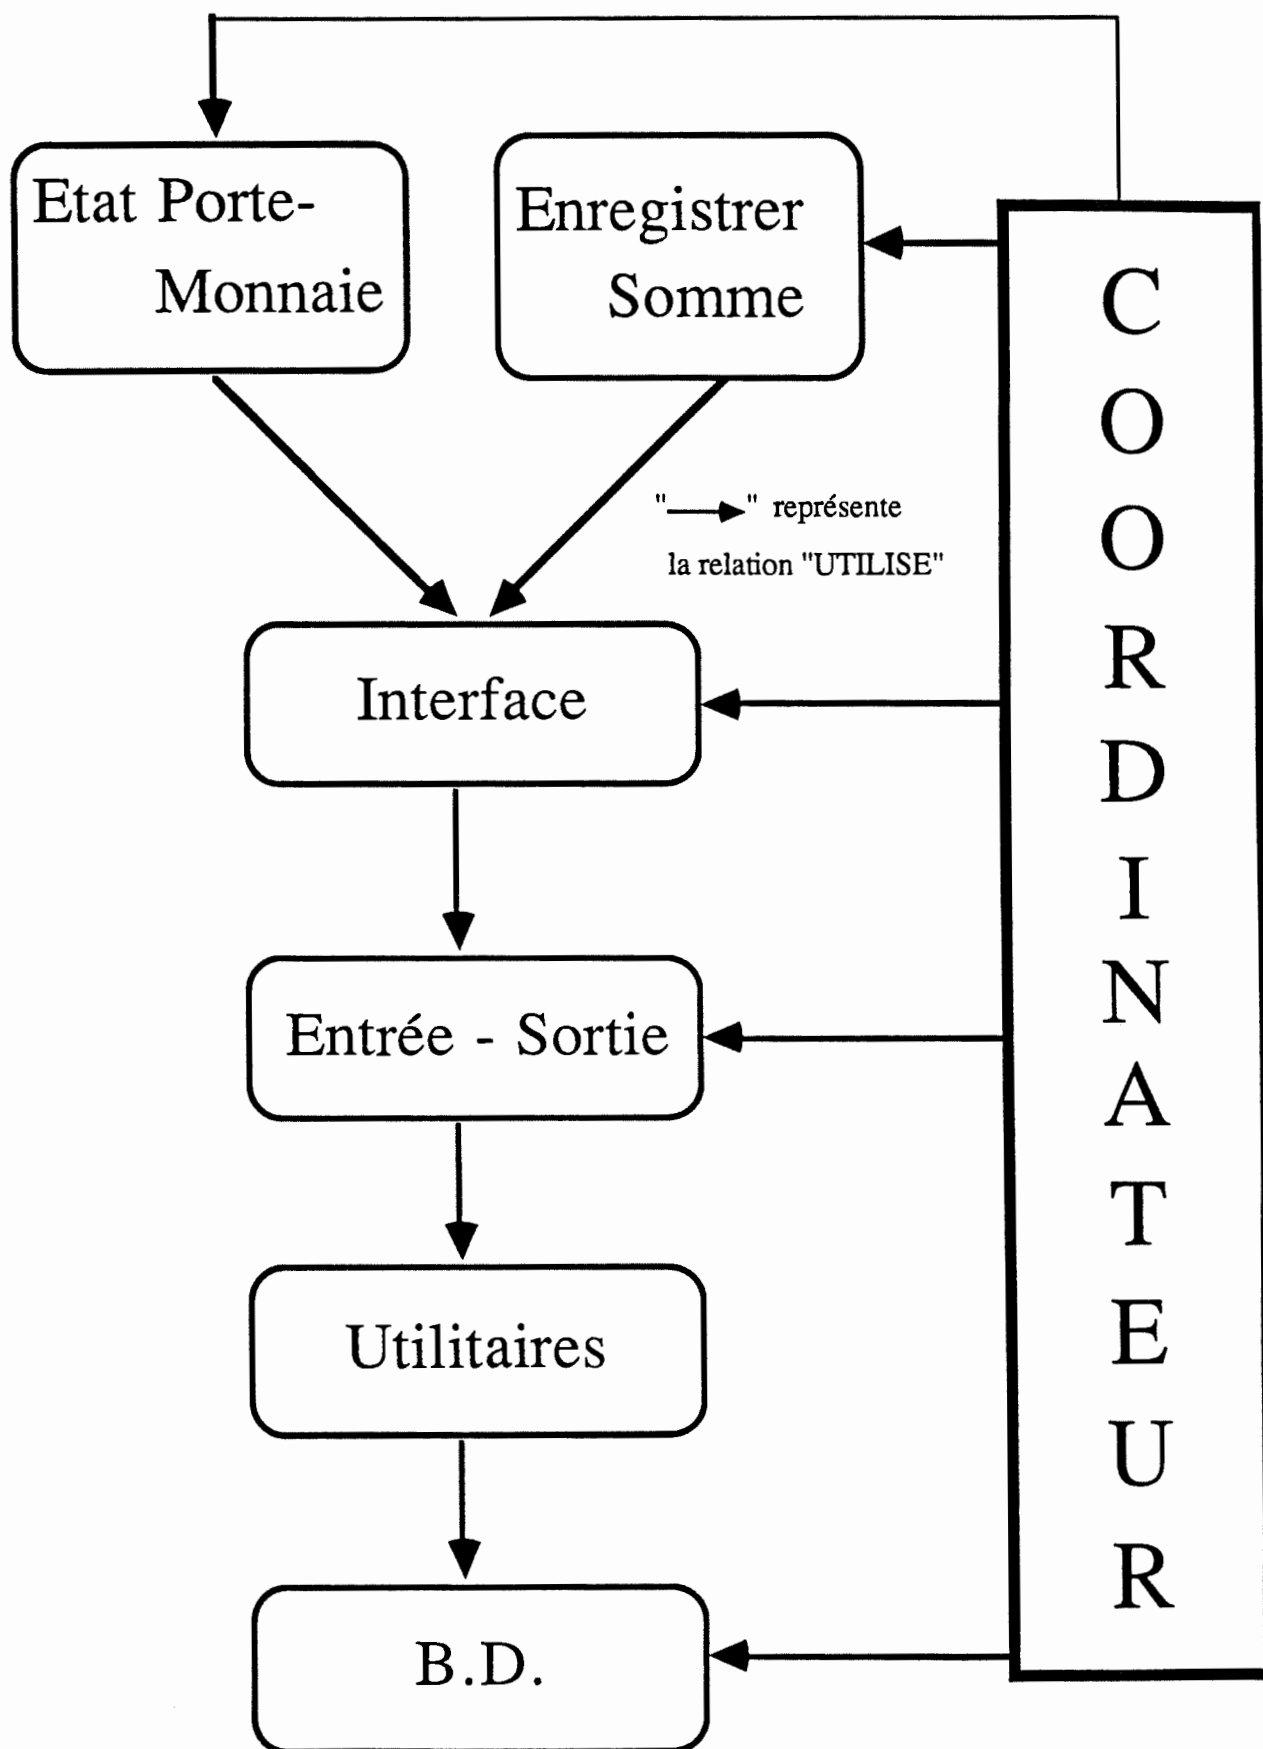 Etat Porte-
Monnaie
Enregistrer
Somme
"⟶" représente
la relation "UTILISE"
Interface
Entrée - Sortie
Utilitaires
B.D.
C
O
O
R
D
I
N
A
T
E
U
R